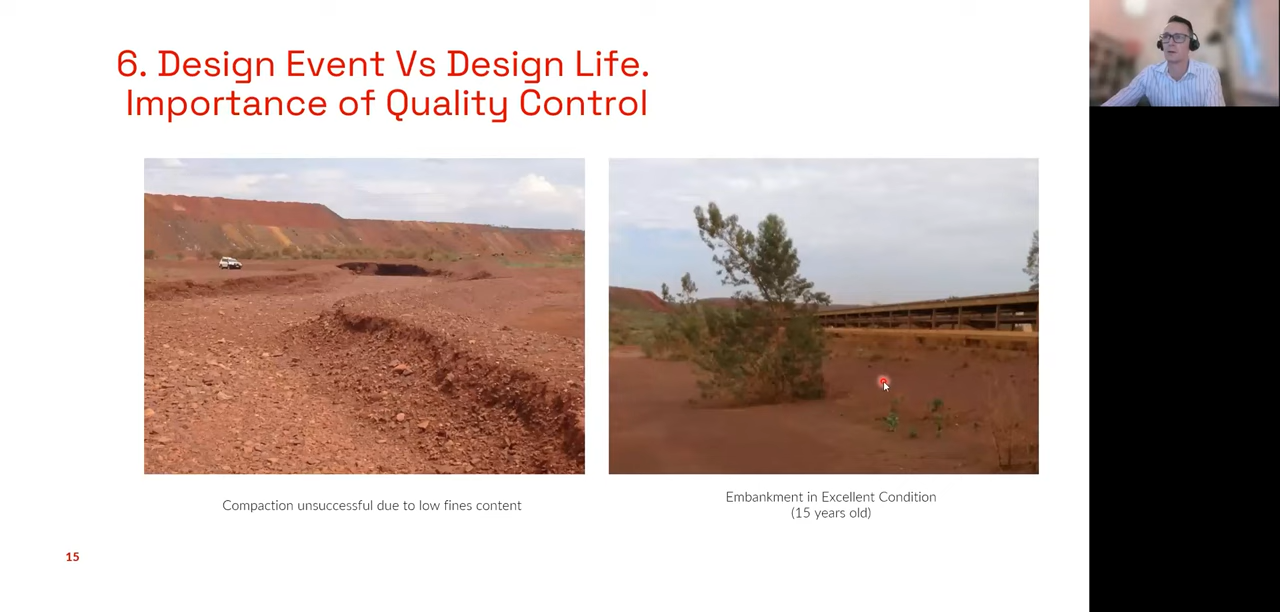 6. Design Event Vs Design Life.
Importance of Quality Control
Compaction unsuccessful due to low fines content
Embankment in Excellent Condition
(15 years old)
15